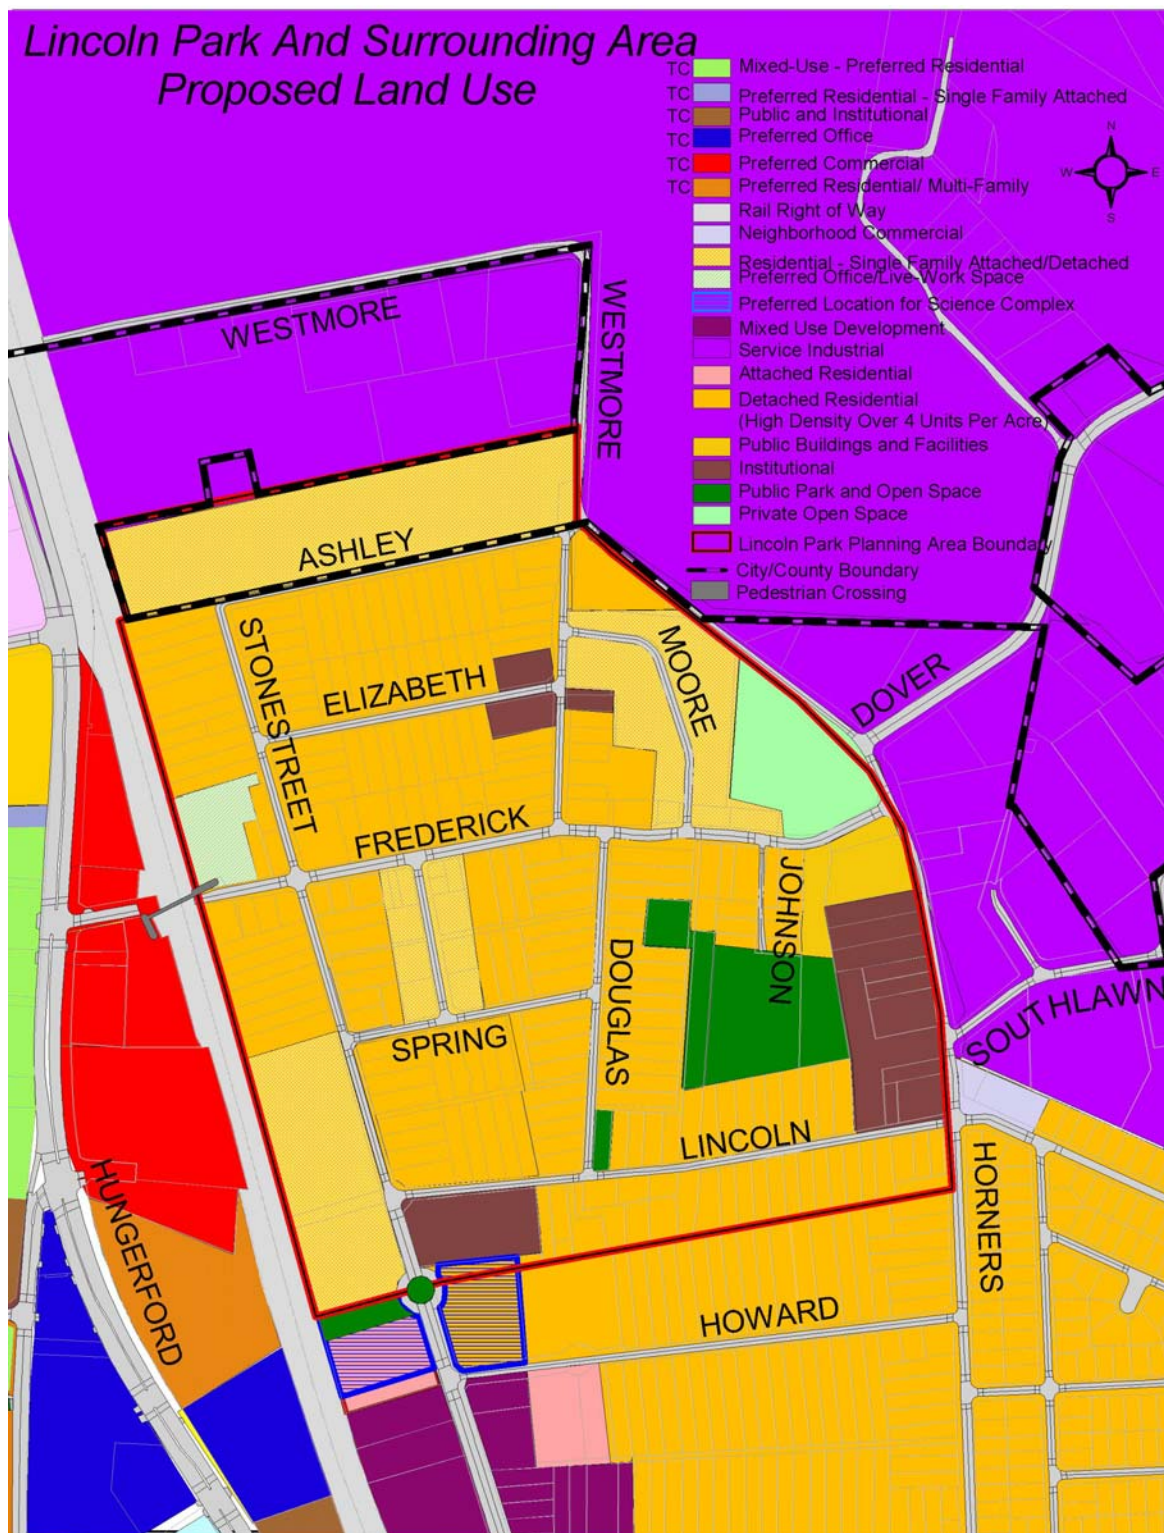 Lincoln Park And Surrounding Area
Proposed Land Use
TC Mixed-Use - Preferred Residential
TC Preferred Residential - Single Family Attached
TC Public and Institutional
TC Preferred Office
TC Preferred Commercial
TC Preferred Residential/ Multi-Family
Rail Right of Way
Neighborhood Commercial
Residential - Single Family Attached/Detached
Preferred Office/Live-Work Space
Preferred Location for Science Complex
Mixed Use Development
Service Industrial
Attached Residential
Detached Residential
(High Density Over 4 Units Per Acre)
Public Buildings and Facilities
Institutional
Public Park and Open Space
Private Open Space
Lincoln Park Planning Area Boundary
City/County Boundary
Pedestrian Crossing
N
W E
S
WESTMORE
WESTMORE
ASHLEY
STONESTREET
ELIZABETH
MOORE
DOVER
FREDERICK
JOHNSON
DOUGLAS
SPRING
SOUTHLAWN
LINCOLN
HORNERS
HUNGERFORD
HOWARD